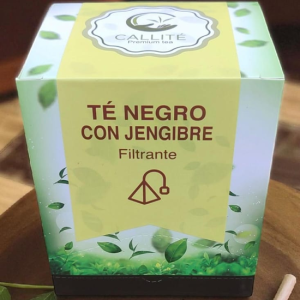 CALLITÉ
Premium tea
TÉ NEGRO
CON JENGIBRE
Filtrante